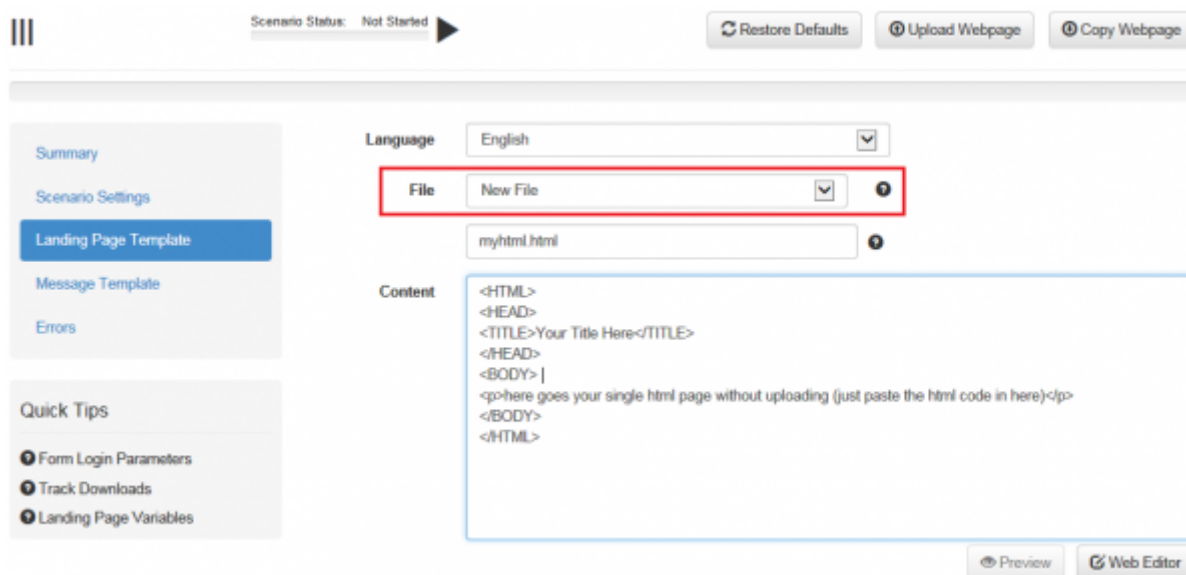 Scenario Status: Not Started
Restore Defaults
Upload Webpage
Copy Webpage
Summary
Scenario Settings
Landing Page Template
Message Template
Errors
Quick Tips
Form Login Parameters
Track Downloads
Landing Page Variables
Language English
File New File
myhtml.html
Content
<HTML>
<HEAD>
<TITLE>Your Title Here</TITLE>
</HEAD>
<BODY>
<p>here goes your single html page without uploading (just paste the html code in here)</p>
</BODY>
</HTML>
Preview
Web Editor